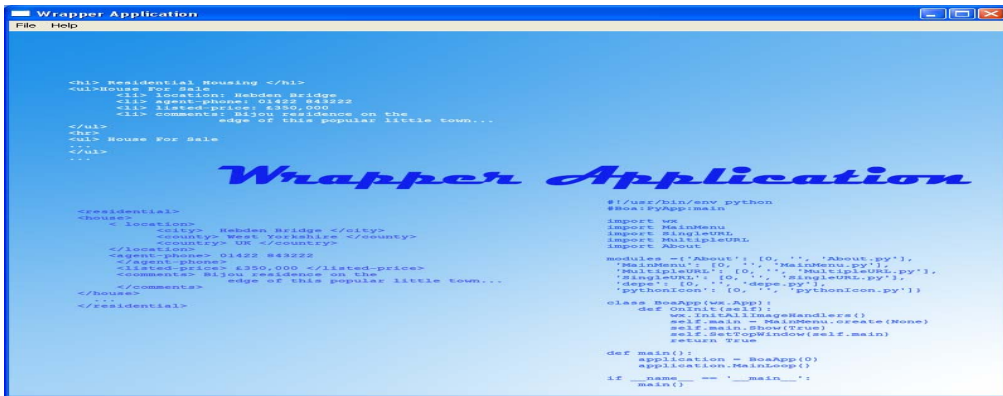 Wrapper Application
File Help
<h1> Residential Housing </h1>
<ul>House For Sale
<li> location: Hebden Bridge
<li> agent-phone: 01422 843222
<li> listed-price: £350,000
<li> comments: Bijou residence on the
edge of this popular little town...
</ul>
<hr>
<ul> House For Sale
...
</ul>
...
Wrapper Application
<residential>
<house>
< location>
<city> Hebden Bridge </city>
<county> West Yorkshire </county>
<country> UK </country>
</location>
<agent-phone> 01422 843222
</agent-phone>
<listed-price> £350,000 </listed-price>
<comments> Bijou residence on the
edge of this popular little town...
</comments>
</house>
...
</residential>
#!/usr/bin/env python
#Boa:PyApp:main
import wx
import MainMenu
import SingleURL
import MultipleURL
import About
modules ={'About': [0, '', 'About.py'],
'MainMenu': [0, '', 'MainMenu.py'],
'MultipleURL': [0, '', 'MultipleURL.py'],
'SingleURL': [0, '', 'SingleURL.py'],
'depe': [0, '', 'depe.py'],
'pythonIcon': [0, '', 'pythonIcon.py']}
class BoaApp(wx.App):
def OnInit(self):
wx.InitAllImageHandlers()
self.main = MainMenu.create(None)
self.main.Show(True)
self.SetTopWindow(self.main)
return True
def main():
application = BoaApp(0)
application.MainLoop()
if __name__ == '__main__':
main()